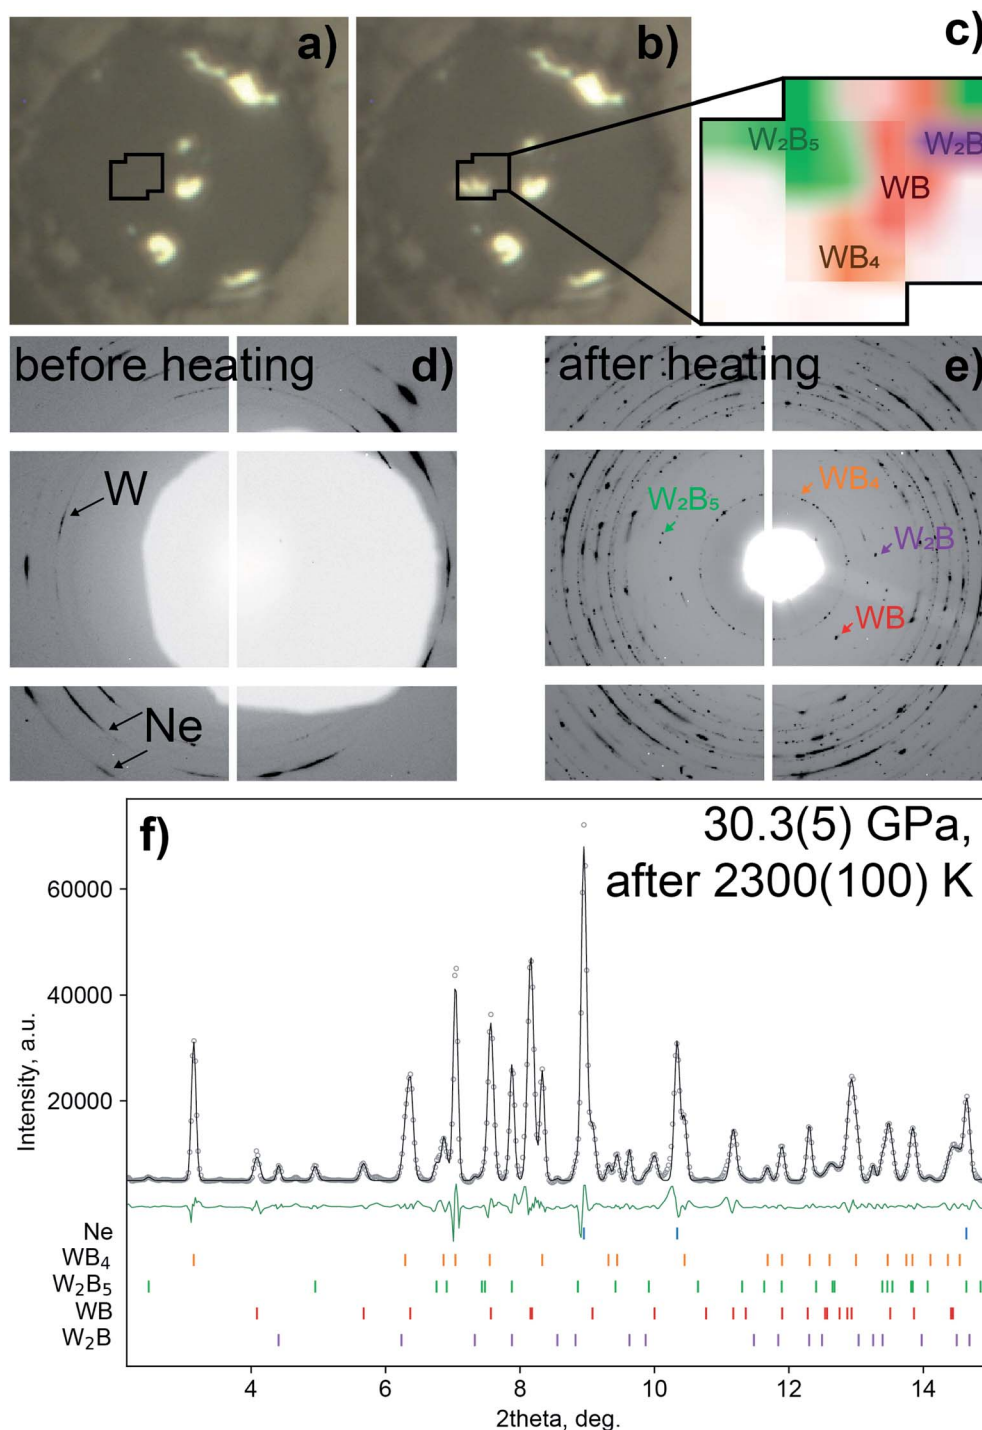 a)
b)
c)
W₂B₅
W₂B
WB
WB₄
before heating
d)
W
Ne
after heating
e)
WB₄
W₂B₅
W₂B
WB
f)
30.3(5) GPa,
after 2300(100) K
60000
40000
20000
Intensity, a.u.
Ne
WB₄
W₂B₅
WB
W₂B
4 6 8 10 12 14
2theta, deg.